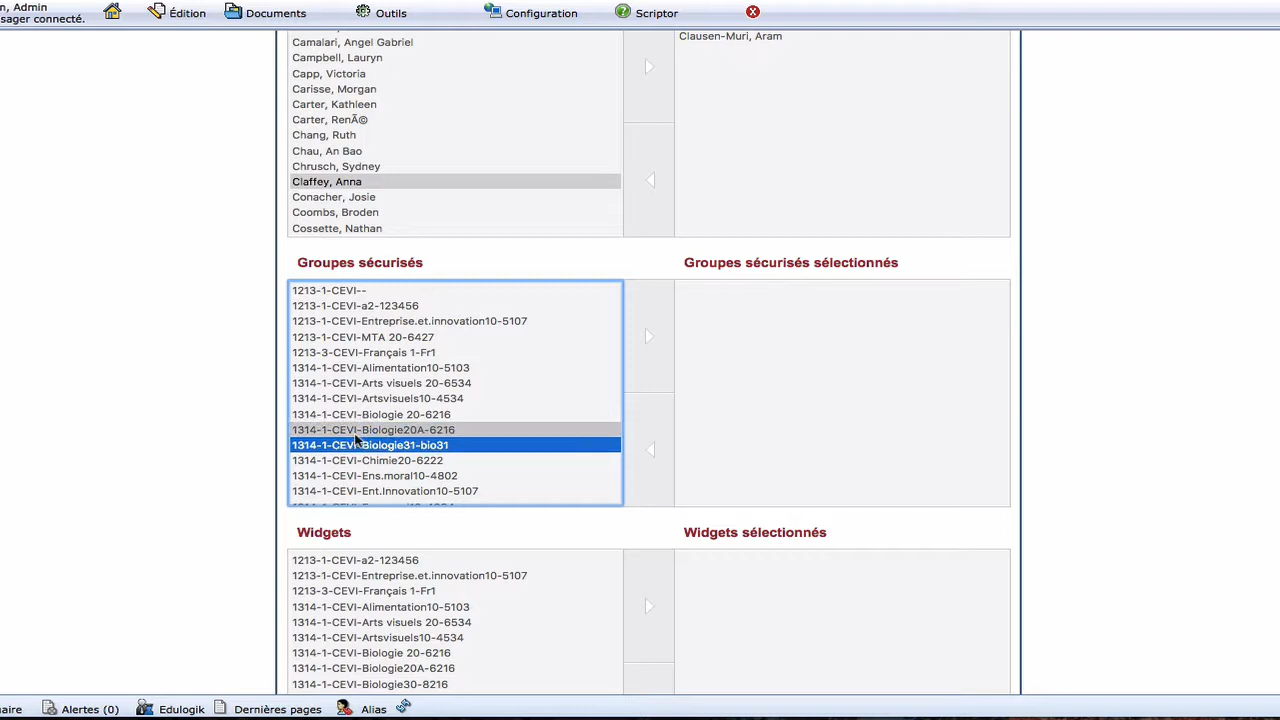 n, Admin
sager connecté.
Édition
Documents
Outils
Configuration
Scriptor
Camalari, Angel Gabriel
Campbell, Lauryn
Capp, Victoria
Carisse, Morgan
Carter, Kathleen
Carter, RenÃ©
Chang, Ruth
Chau, An Bao
Chrusch, Sydney
Claffey, Anna
Conacher, Josie
Coombs, Broden
Cossette, Nathan
Clausen-Muri, Aram
Groupes sécurisés
Groupes sécurisés sélectionnés
1213-1-CEVI--
1213-1-CEVI-a2-123456
1213-1-CEVI-Entreprise.et.innovation10-5107
1213-1-CEVI-MTA 20-6427
1213-3-CEVI-Français 1-Fr1
1314-1-CEVI-Alimentation10-5103
1314-1-CEVI-Arts visuels 20-6534
1314-1-CEVI-Artsvisuels10-4534
1314-1-CEVI-Biologie 20-6216
1314-1-CEVI-Biologie20A-6216
1314-1-CEVI-Biologie31-bio31
1314-1-CEVI-Chimie20-6222
1314-1-CEVI-Ens.moral10-4802
1314-1-CEVI-Ent.Innovation10-5107
Widgets
Widgets sélectionnés
1213-1-CEVI-a2-123456
1213-1-CEVI-Entreprise.et.innovation10-5107
1213-3-CEVI-Français 1-Fr1
1314-1-CEVI-Alimentation10-5103
1314-1-CEVI-Arts visuels 20-6534
1314-1-CEVI-Artsvisuels10-4534
1314-1-CEVI-Biologie 20-6216
1314-1-CEVI-Biologie20A-6216
1314-1-CEVI-Biologie30-8216
naire
Alertes (0)
Edulogik
Dernières pages
Alias